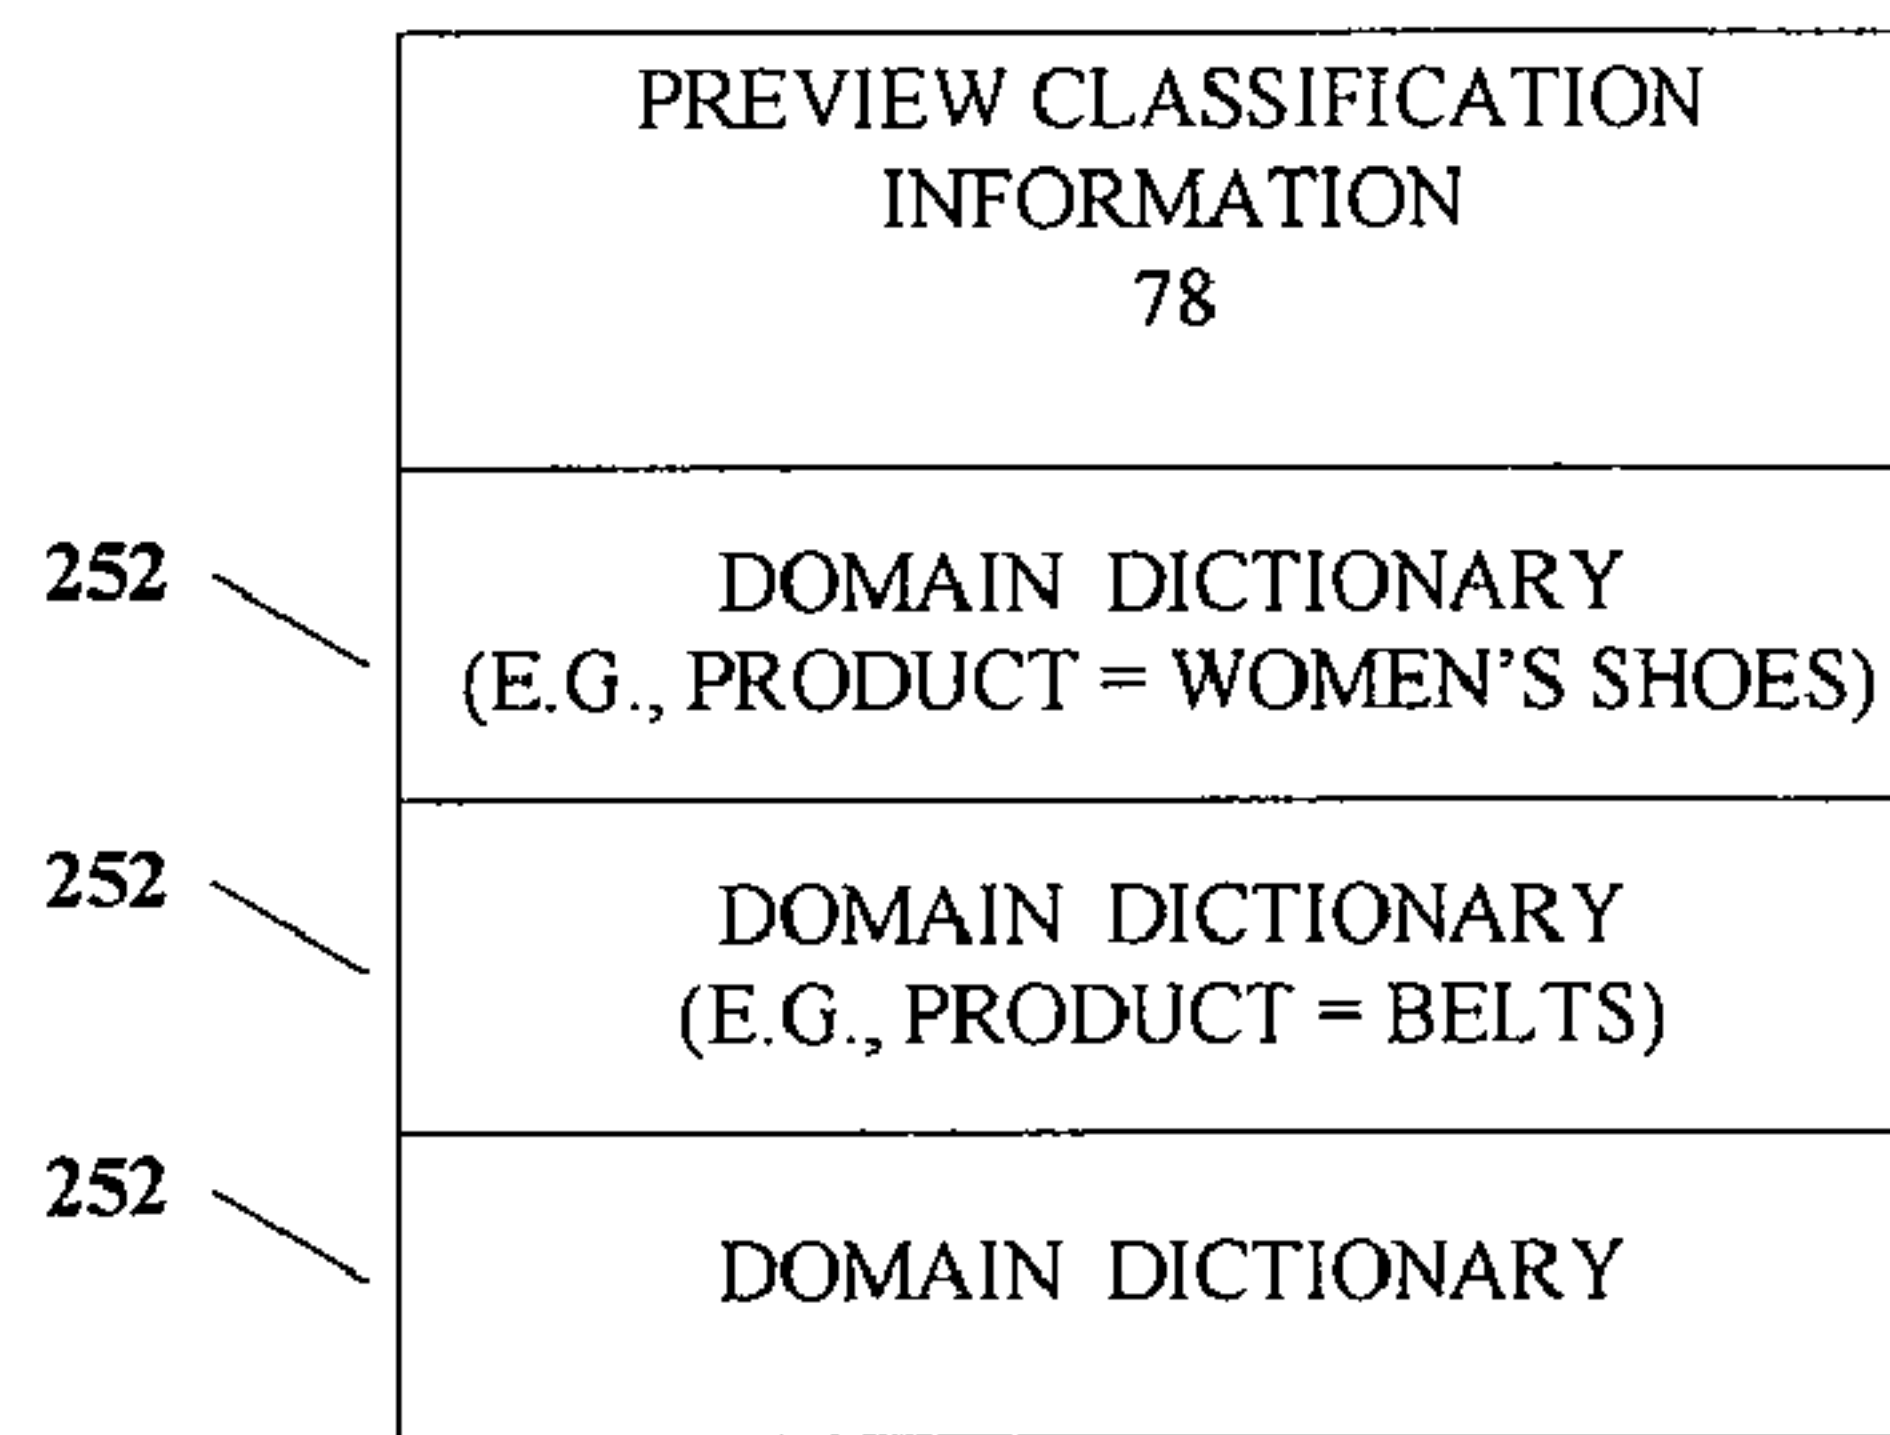 PREVIEW CLASSIFICATION
INFORMATION
78
252
DOMAIN DICTIONARY
(E.G., PRODUCT = WOMEN'S SHOES)
252
DOMAIN DICTIONARY
(E.G., PRODUCT = BELTS)
252
DOMAIN DICTIONARY